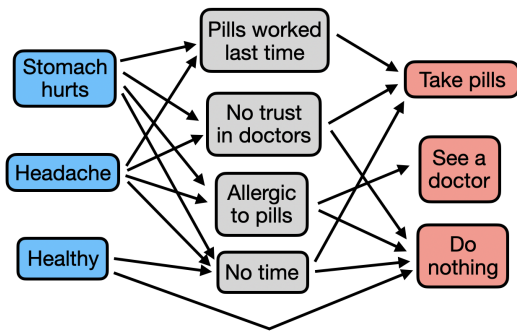 Stomach
hurts
Headache
Healthy
Pills worked
last time
No trust
in doctors
Allergic
to pills
No time
Take pills
See a
doctor
Do
nothing